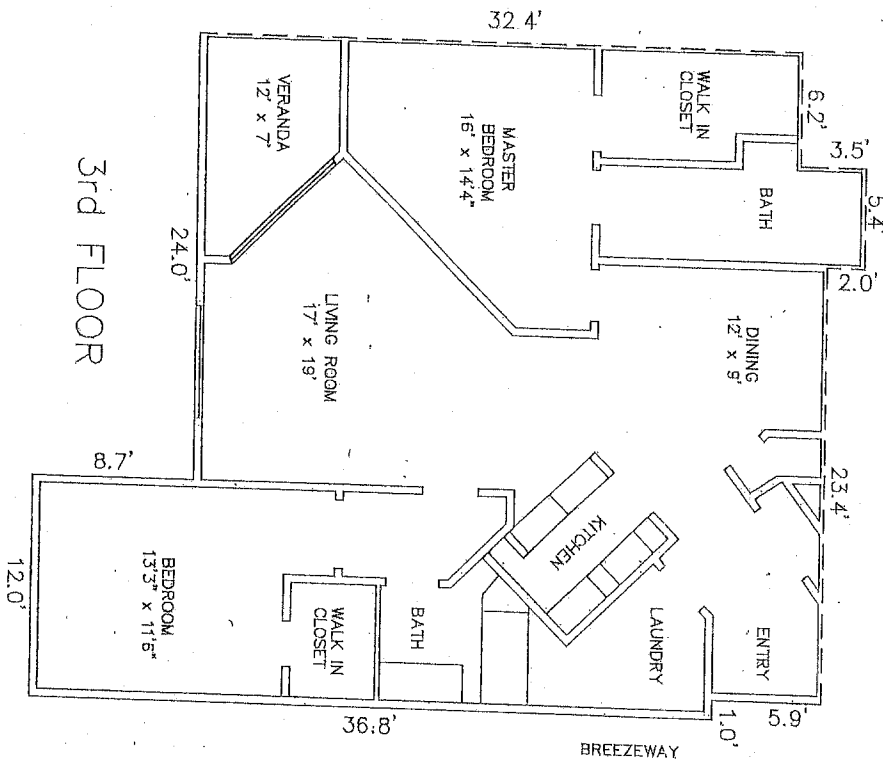 32.4'
WALK IN
CLOSET
6.2'
3.5'
5.4'
2.0'
BATH
VERANDA
12' x 7'
MASTER
BEDROOM
16' x 14'4"
3rd FLOOR
24.0'
LIVING ROOM
17' x 19'
DINING
12' x 9'
23.4'
8.7'
KITCHEN
12.0'
BEDROOM
13'3" x 11'6"
WALK IN
CLOSET
BATH
LAUNDRY
ENTRY
36.8'
1.0'
5.9'
BREEZEWAY